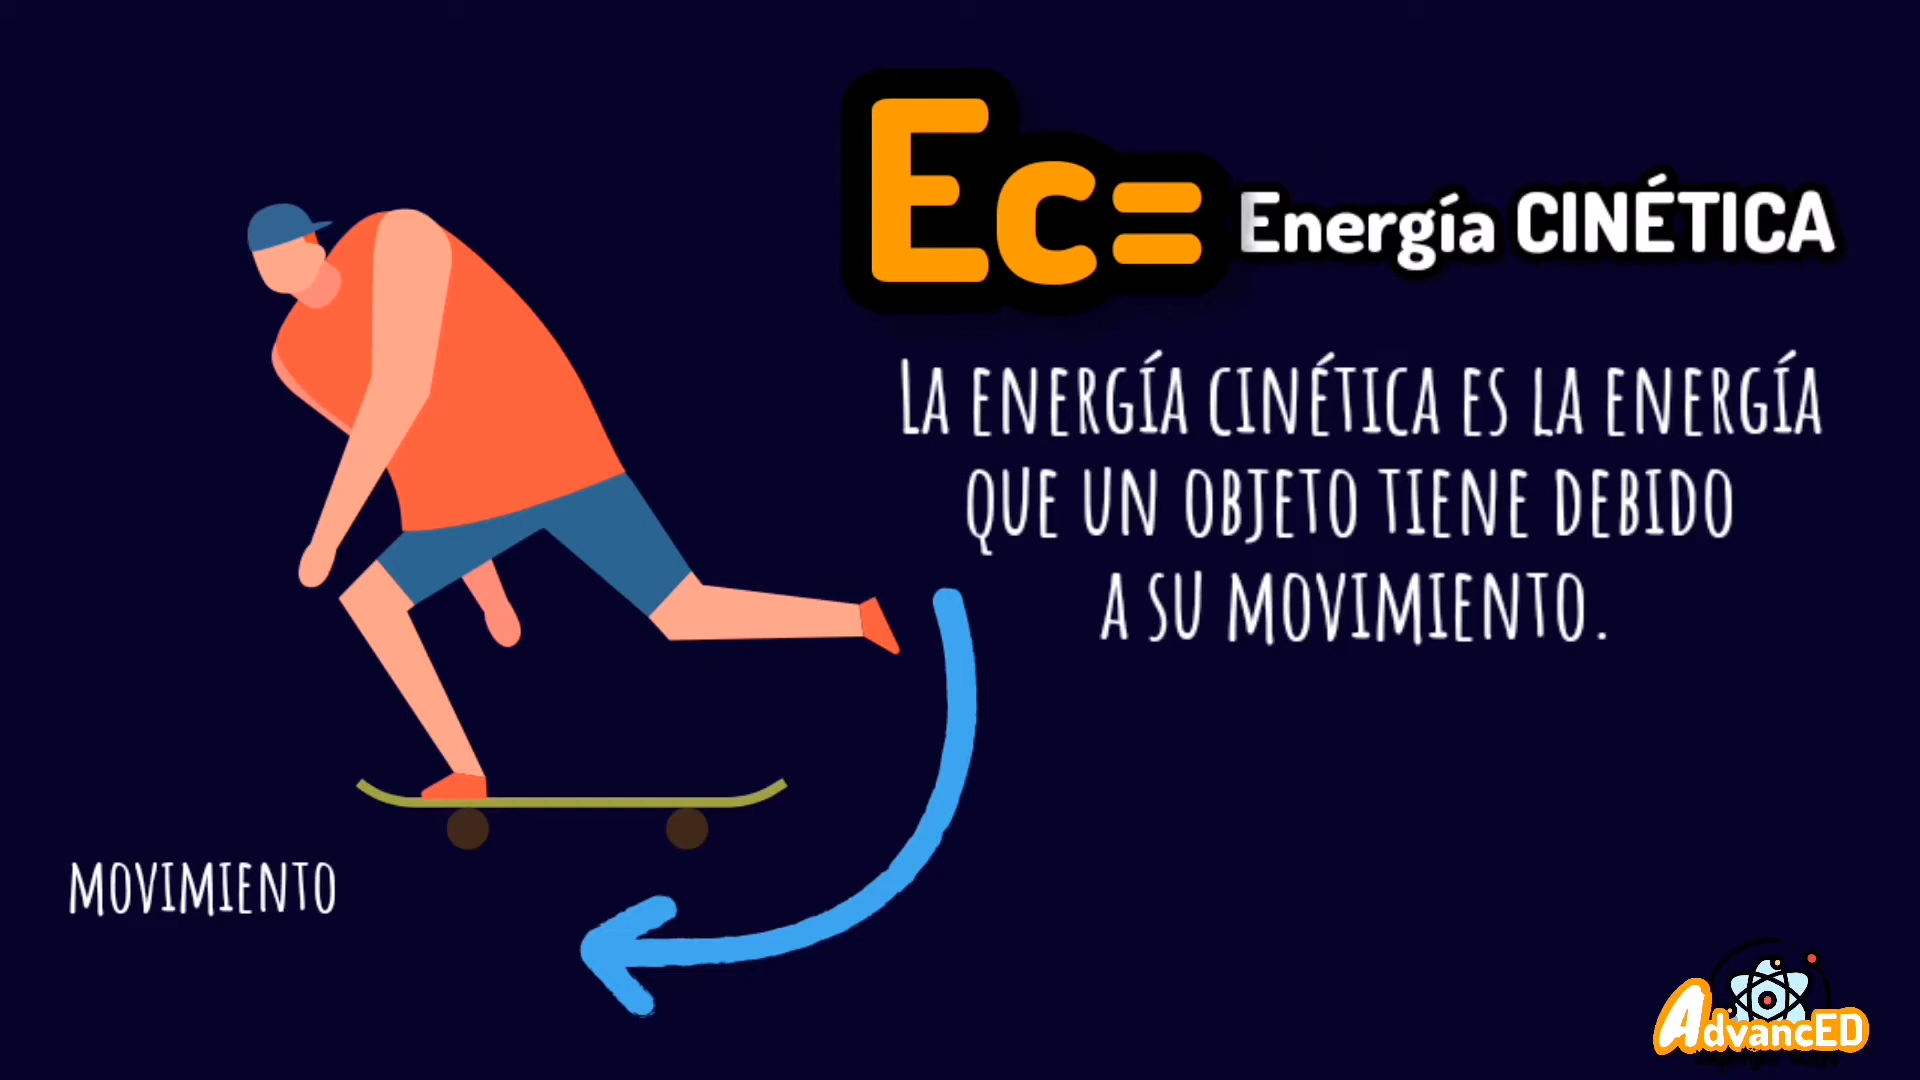 Ec= Energía CINÉTICA
LA ENERGÍA CINÉTICA ES LA ENERGÍA
QUE UN OBJETO TIENE DEBIDO
A SU MOVIMIENTO.
MOVIMIENTO
AdvancED